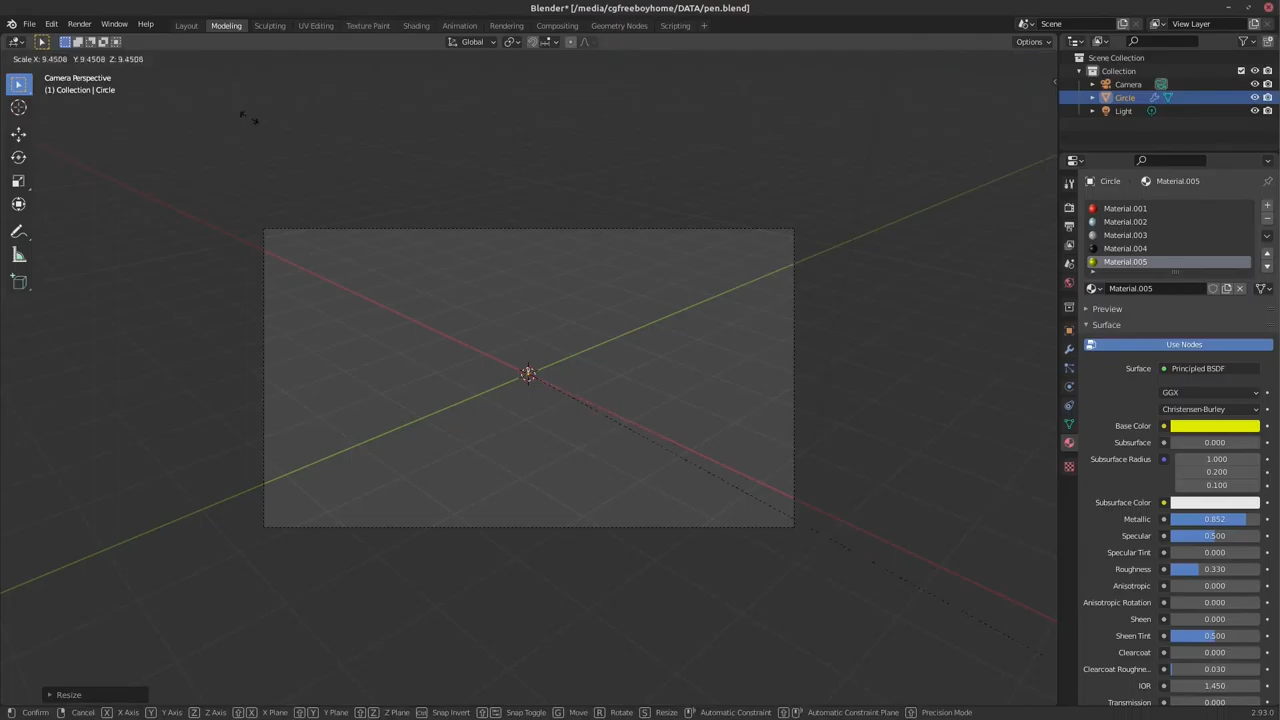 Blender* [/media/cgfreeboyhome/DATA/pen.blend]
File Edit Render Window Help Layout Modeling Sculpting UV Editing Texture Paint Shading Animation Rendering Compositing Geometry Nodes Scripting Scene View Layer
Global Options
Scale X: 9.4508 Y: 9.4508 Z: 9.4508
Camera Perspective
(1) Collection | Circle
Scene Collection
Collection
Camera
Circle
Light
Circle Material.005
Material.001
Material.002
Material.003
Material.004
Material.005
Material.005
Preview
Surface
Use Nodes
Surface Principled BSDF
GGX
Christensen-Burley
Base Color
Subsurface 0.000
Subsurface Radius 1.000
0.200
0.100
Subsurface Color
Metallic 0.852
Specular 0.500
Specular Tint 0.000
Roughness 0.330
Anisotropic 0.000
Anisotropic Rotation 0.000
Sheen 0.000
Sheen Tint 0.500
Clearcoat 0.000
Clearcoat Roughne... 0.030
IOR 1.450
Transmission 0.000
Resize
Confirm Cancel X X Axis Y Y Axis Z Z Axis X X Plane Y Y Plane Z Z Plane Ctrl Snap Invert Snap Toggle G Move R Rotate S Resize Automatic Constraint Automatic Constraint Plane Precision Mode 2.93.0